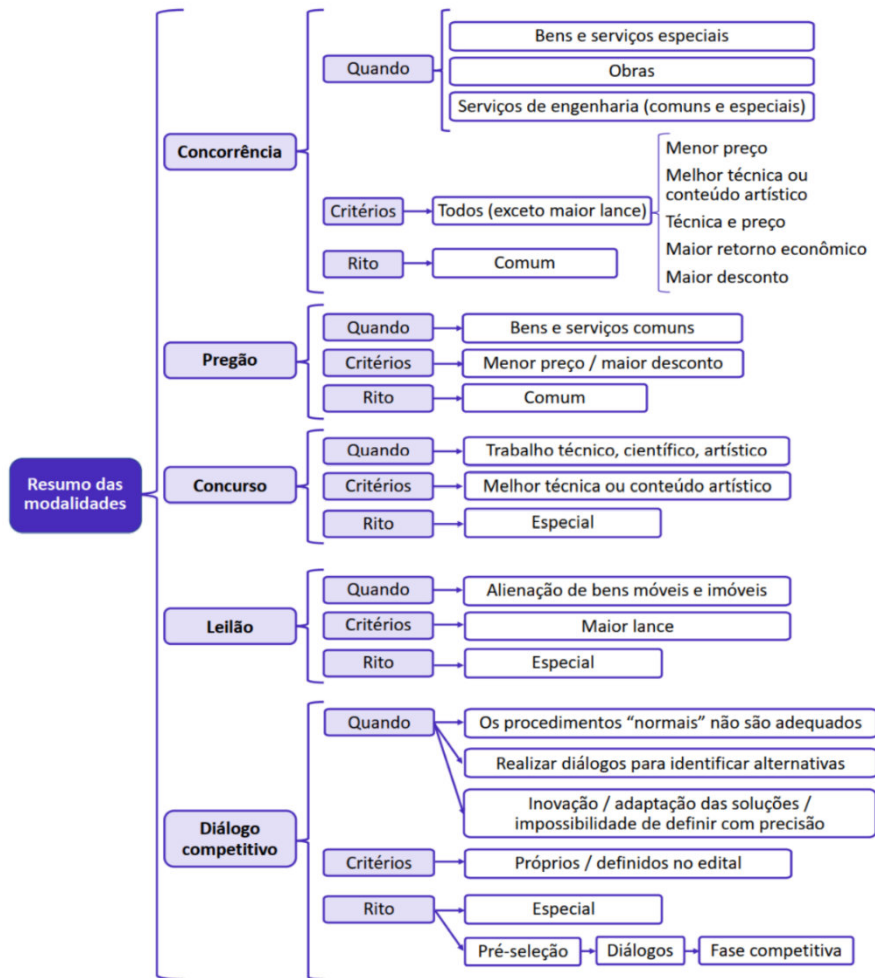 Resumo das
modalidades
Concorrência
Quando
Bens e serviços especiais
Obras
Serviços de engenharia (comuns e especiais)
Critérios
Todos (exceto maior lance)
Menor preço
Melhor técnica ou
conteúdo artístico
Técnica e preço
Maior retorno econômico
Maior desconto
Rito
Comum
Pregão
Quando
Bens e serviços comuns
Critérios
Menor preço / maior desconto
Rito
Comum
Concurso
Quando
Trabalho técnico, científico, artístico
Critérios
Melhor técnica ou conteúdo artístico
Rito
Especial
Leilão
Quando
Alienação de bens móveis e imóveis
Critérios
Maior lance
Rito
Especial
Diálogo
competitivo
Quando
Os procedimentos “normais” não são adequados
Realizar diálogos para identificar alternativas
Inovação / adaptação das soluções /
impossibilidade de definir com precisão
Critérios
Próprios / definidos no edital
Rito
Especial
Pré-seleção
Diálogos
Fase competitiva